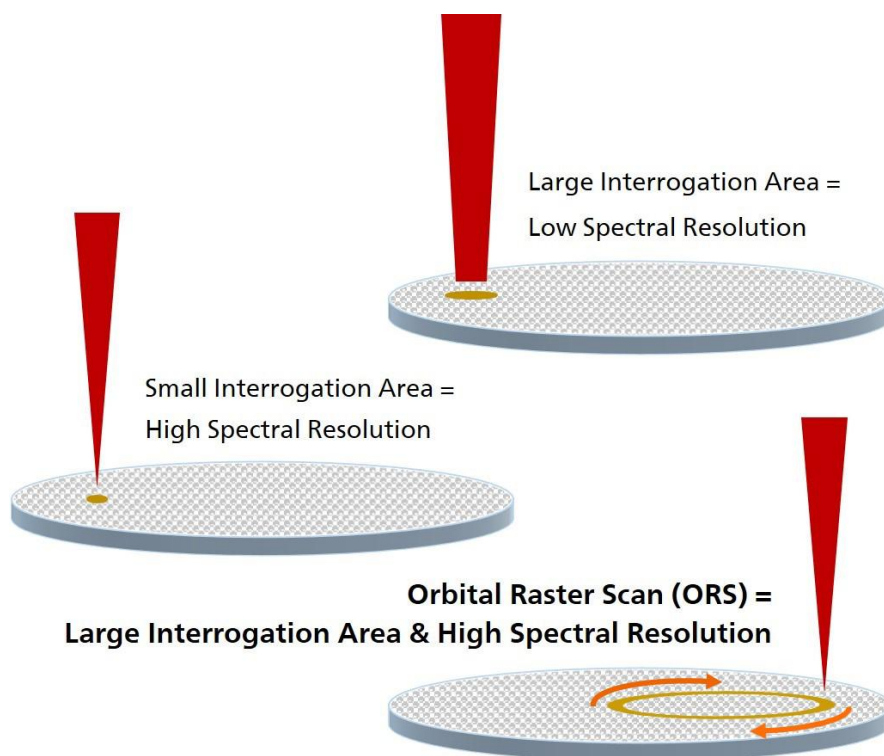 Large Interrogation Area =
Low Spectral Resolution
Small Interrogation Area =
High Spectral Resolution
Orbital Raster Scan (ORS) =
Large Interrogation Area & High Spectral Resolution